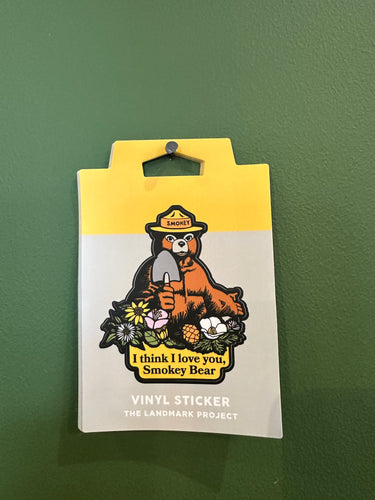 SMOKEY
I think I love you,
Smokey Bear
VINYL STICKER
THE LANDMARK PROJECT